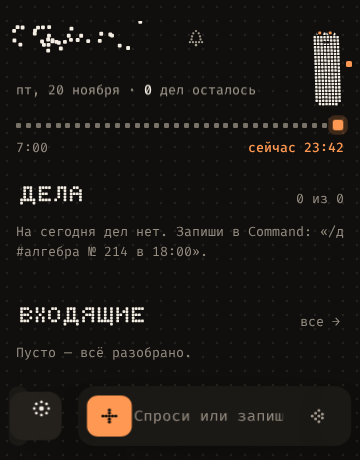 пт, 20 ноября · 0 дел осталось
7:00 сейчас 23:42
ДЕЛА 0 из 0
На сегодня дел нет. Запиши в Command: «/д
#алгебра № 214 в 18:00».
ВХОДЯЩИЕ все →
Пусто — всё разобрано.
Спроси или запиш